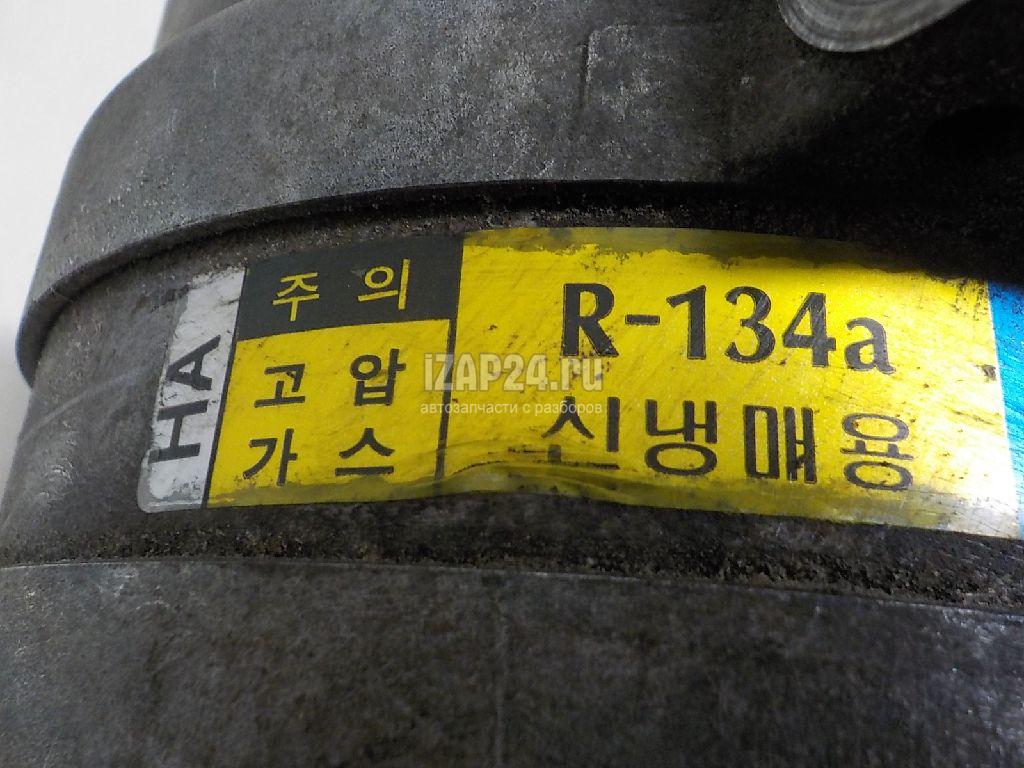 HA
주의
고압
가스
R-134a
신냉매용
iZAP24.ru
автозапчасти с разборов